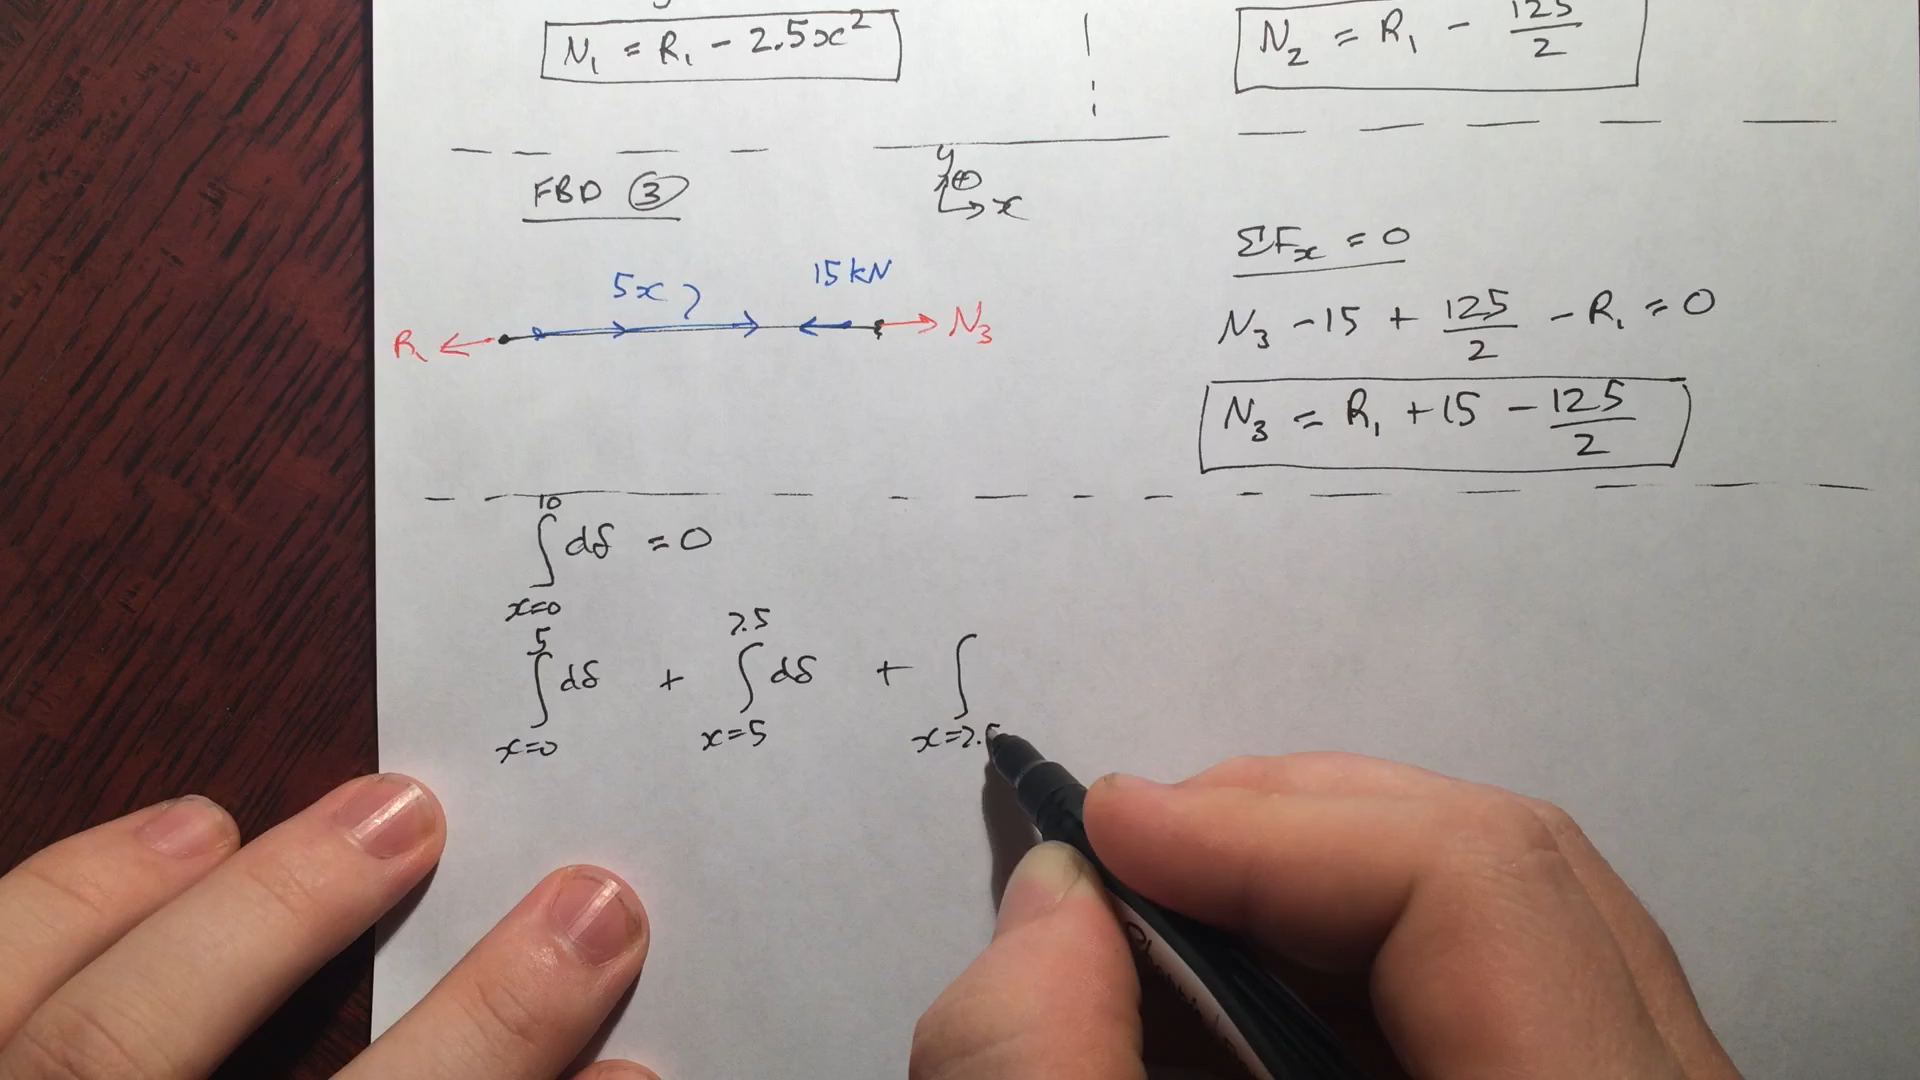 N₁ = R₁ - 2.5x²
N₂ = R₁ - 125/2
FBD ③
y
⊕
x
ΣFx = 0
5x
15 kN
R₁
N₃
N₃ - 15 + 125/2 - R₁ = 0
N₃ = R₁ + 15 - 125/2
∫_{x=0}^{10} dδ = 0
∫_{x=0}^{5} dδ + ∫_{x=5}^{7.5} dδ + ∫_{x=7.5}